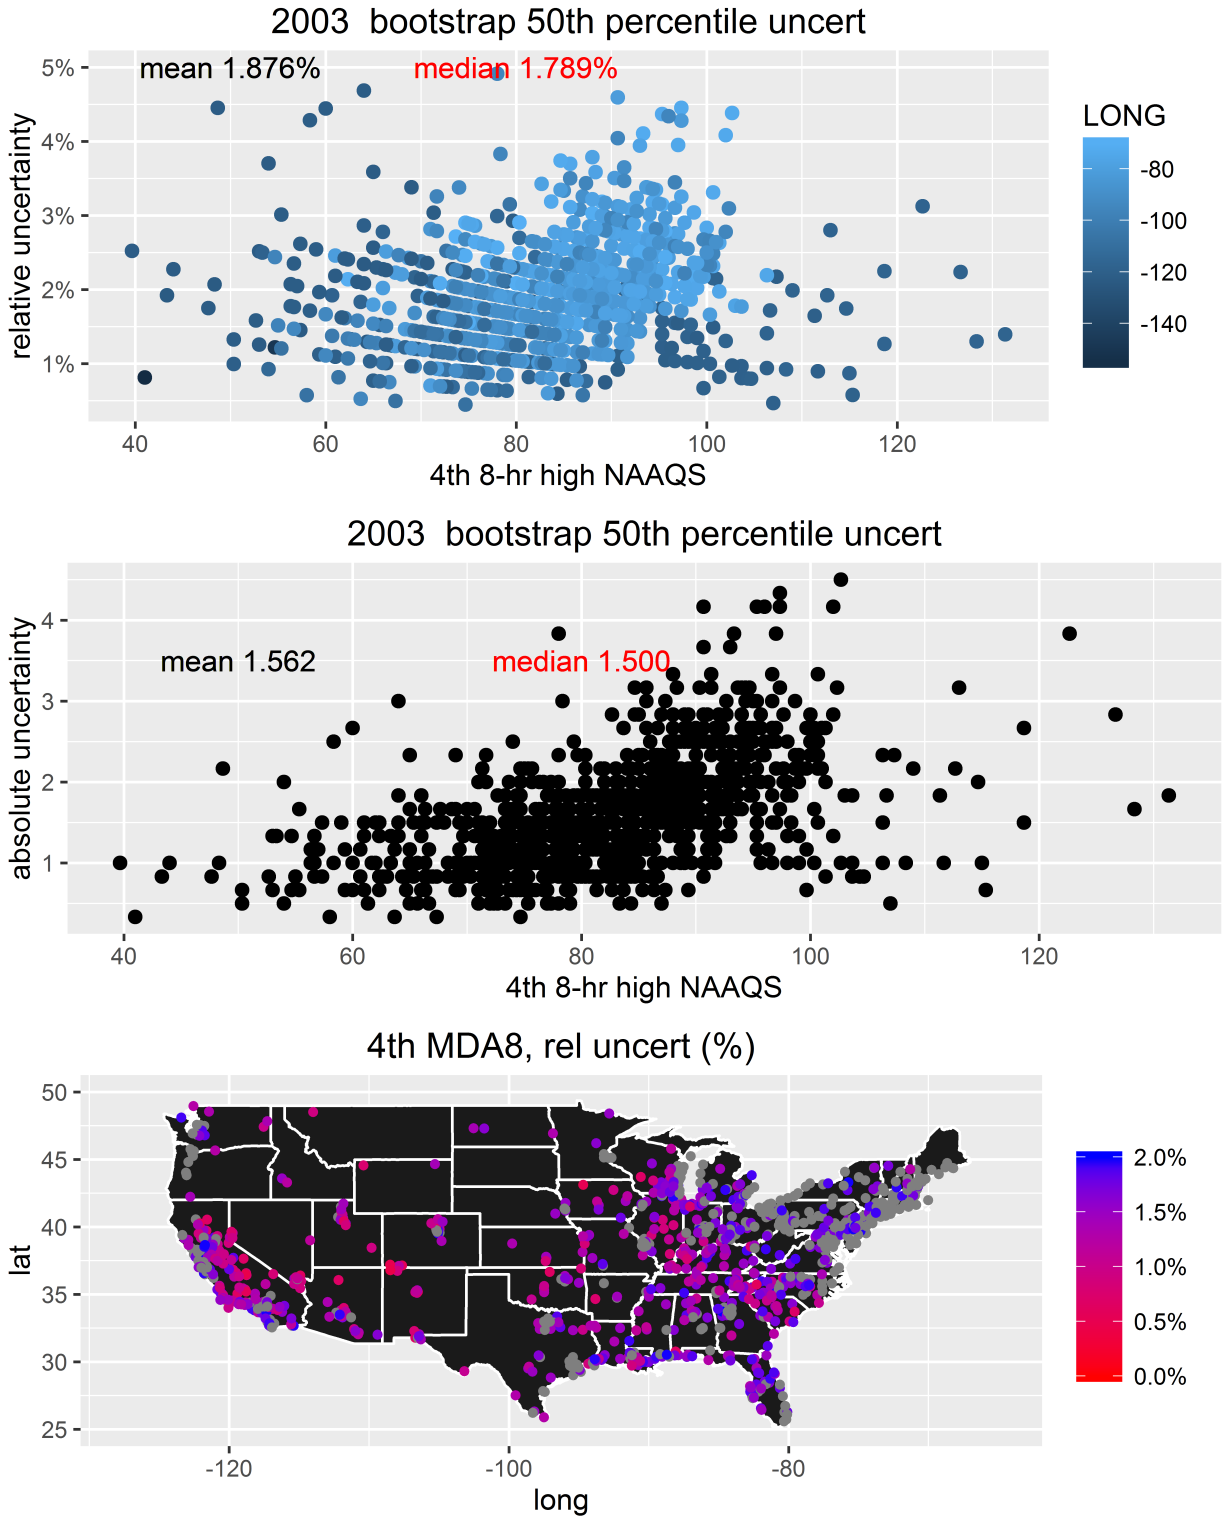 2003  bootstrap 50th percentile uncert
mean 1.876%
median 1.789%
5%
4%
3%
2%
1%
relative uncertainty
40 60 80 100 120
4th 8-hr high NAAQS
LONG
-80
-100
-120
-140
2003  bootstrap 50th percentile uncert
mean 1.562
median 1.500
4
3
2
1
absolute uncertainty
40 60 80 100 120
4th 8-hr high NAAQS
4th MDA8, rel uncert (%)
50
45
40
35
30
25
lat
-120 -100 -80
long
2.0%
1.5%
1.0%
0.5%
0.0%